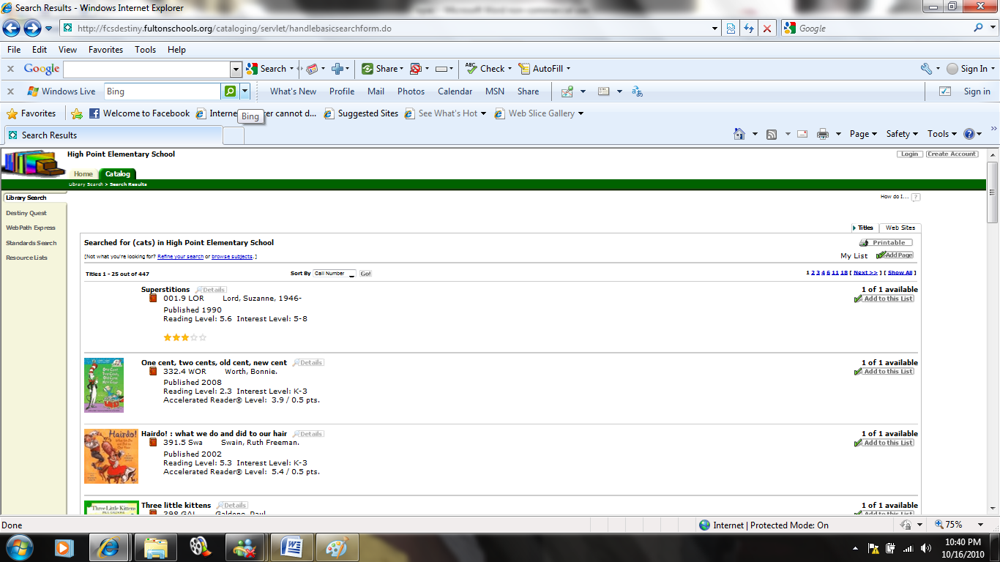 Search Results - Windows Internet Explorer
http://fcsdestiny.fultonschools.org/cataloging/servlet/handlebasicsearchform.do
Google
File Edit View Favorites Tools Help
x Google Search Share ABC Check AutoFill Sign In
x Windows Live Bing What's New Profile Mail Photos Calendar MSN Share Sign in
Favorites Welcome to Facebook Interne er cannot d... Suggested Sites See What's Hot Web Slice Gallery
Bing
Search Results Page Safety Tools
High Point Elementary School Login Create Account
Home Catalog
Library Search > Search Results
Library Search How do I... ?
Destiny Quest
WebPath Express Titles Web Sites
Standards Search Searched for (cats) in High Point Elementary School Printable
Resource Lists [Not what you're looking for? Refine your search or browse subjects.] My List Add Page
Titles 1 - 25 out of 447 Sort By Call Number Go! 1 2 3 4 6 11 18 [ Next >> ] [ Show All ]
Superstitions Details 1 of 1 available
001.9 LOR Lord, Suzanne, 1946- Add to this List
Published 1990
Reading Level: 5.6 Interest Level: 5-8
One cent, two cents, old cent, new cent Details 1 of 1 available
332.4 WOR Worth, Bonnie. Add to this List
Published 2008
Reading Level: 2.3 Interest Level: K-3
Accelerated Reader® Level: 3.9 / 0.5 pts.
Hairdo! : what we do and did to our hair Details 1 of 1 available
Hairdo!
391.5 Swa Swain, Ruth Freeman. Add to this List
Published 2002
Reading Level: 5.3 Interest Level: K-3
Accelerated Reader® Level: 5.4 / 0.5 pts.
Three little kittens Details 1 of 1 available
Three Little Kittens
398 GAL Galdone, Paul Add to this List
Done Internet | Protected Mode: On 75%
10:40 PM
10/16/2010